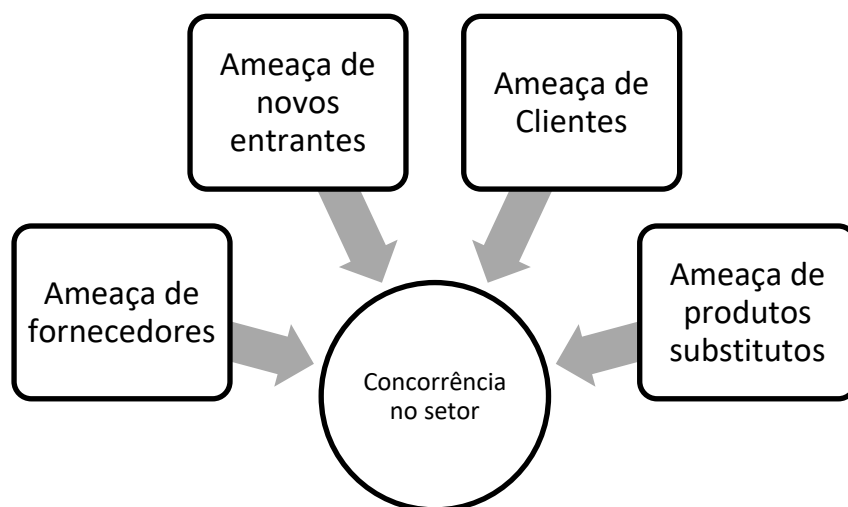 Ameaça de
novos
entrantes
Ameaça de
Clientes
Ameaça de
fornecedores
Ameaça de
produtos
substitutos
Concorrência
no setor